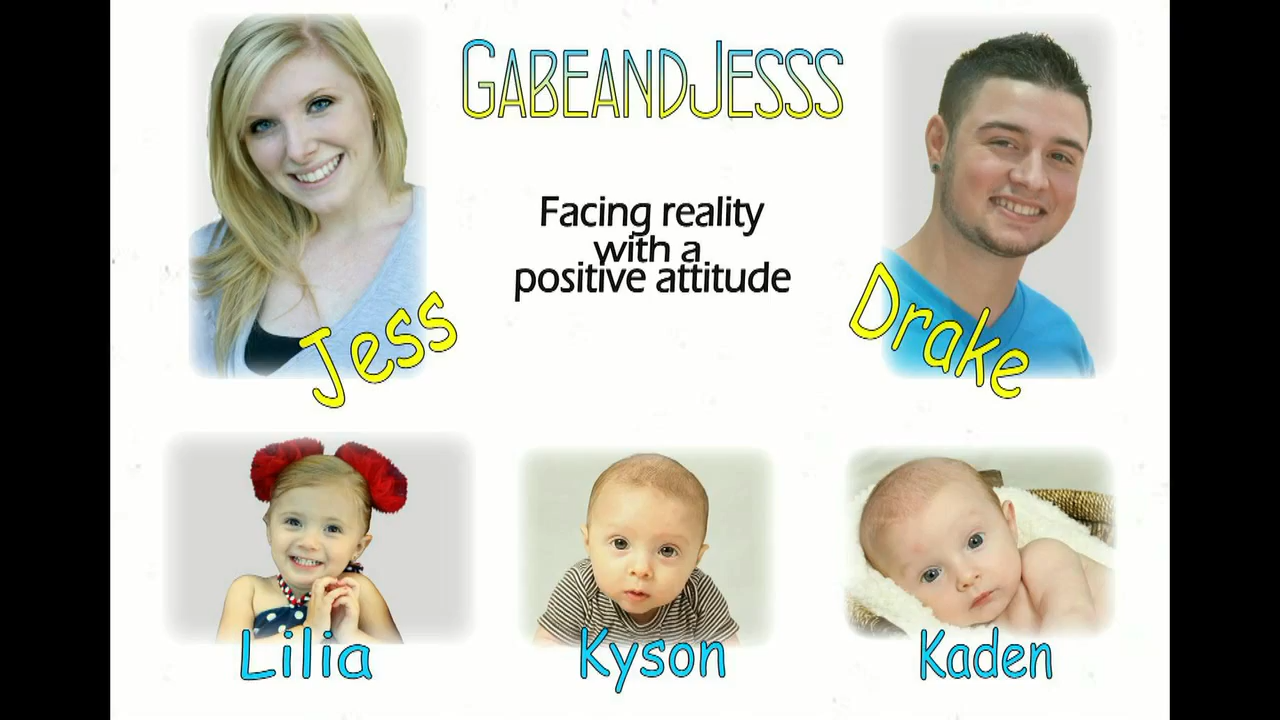 GABEANDJESSS
Facing reality
with a
positive attitude
Jess
Drake
Lilia
Kyson
Kaden